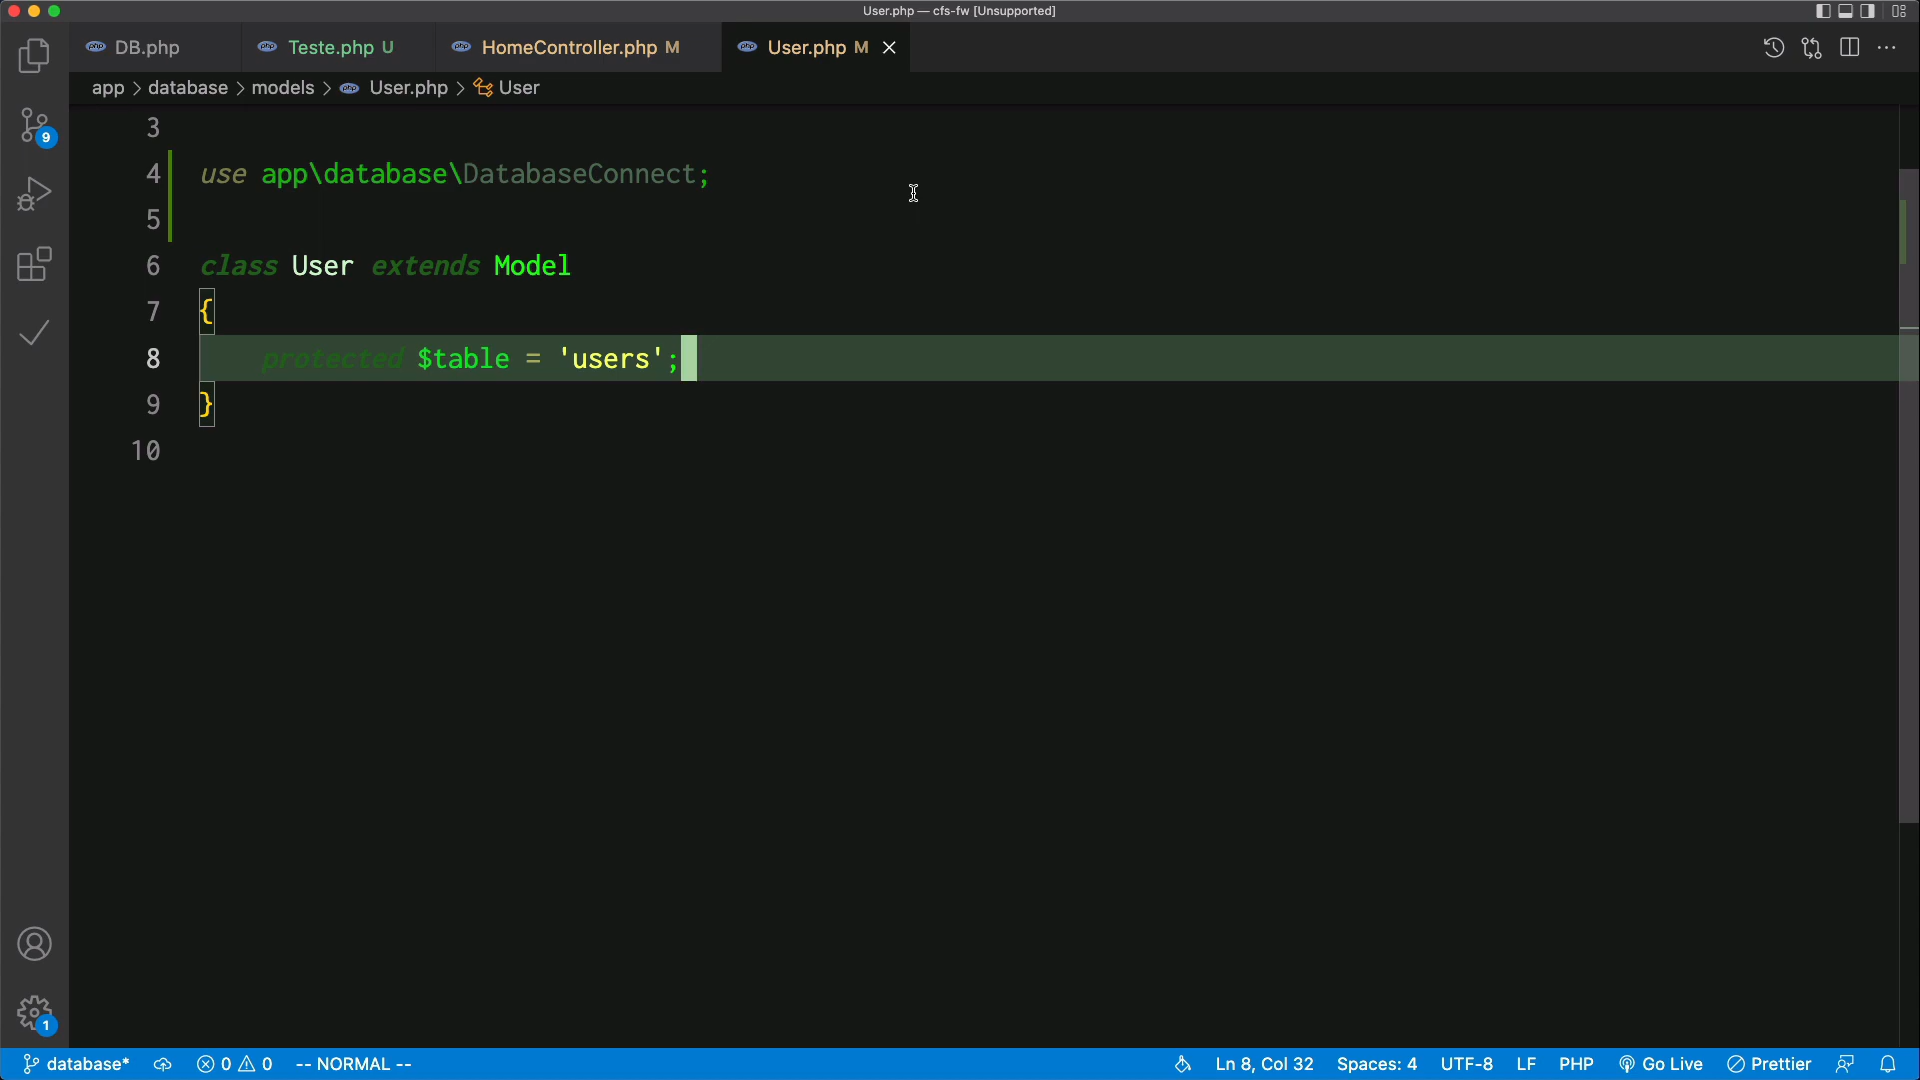 User.php — cfs-fw [Unsupported]
DB.php
Teste.php U
HomeController.php M
User.php M
app > database > models > User.php > User
3
4 use app\database\DatabaseConnect;
5
6 class User extends Model
7 {
8 protected $table = 'users';
9 }
10
9
1
database* 0 0 -- NORMAL -- Ln 8, Col 32 Spaces: 4 UTF-8 LF PHP Go Live Prettier